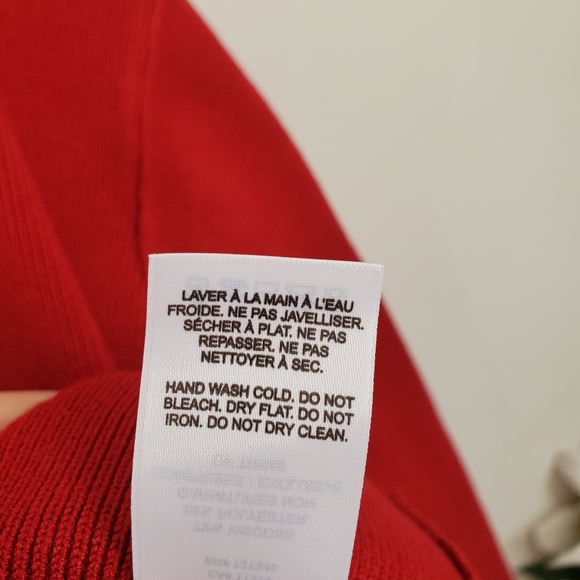 LAVER À LA MAIN À L'EAU
FROIDE. NE PAS JAVELLISER.
SÉCHER À PLAT. NE PAS
REPASSER. NE PAS
NETTOYER À SEC.
HAND WASH COLD. DO NOT
BLEACH. DRY FLAT. DO NOT
IRON. DO NOT DRY CLEAN.